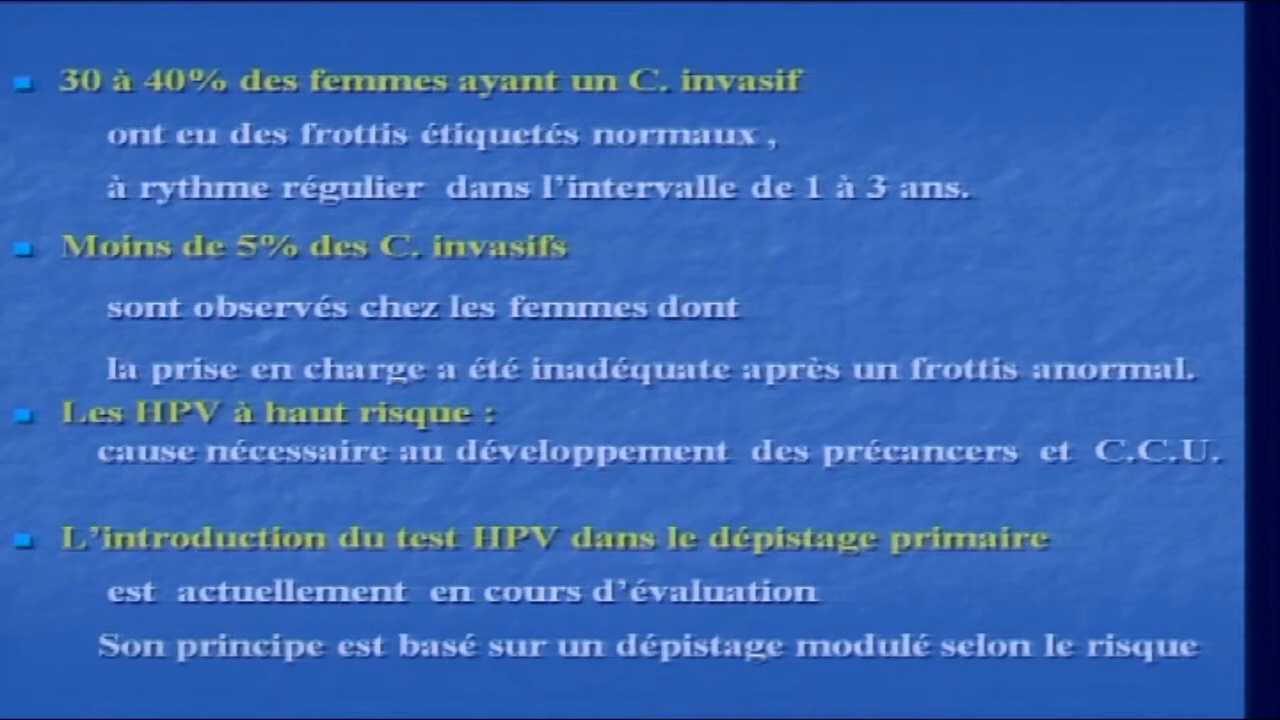 30 à 40% des femmes ayant un C. invasif
ont eu des frottis étiquetés normaux ,
à rythme régulier dans l'intervalle de 1 à 3 ans.
Moins de 5% des C. invasifs
sont observés chez les femmes dont
la prise en charge a été inadéquate après un frottis anormal.
Les HPV à haut risque :
cause nécessaire au développement des précancers et C.C.U.
L'introduction du test HPV dans le dépistage primaire
est actuellement en cours d'évaluation
Son principe est basé sur un dépistage modulé selon le risque